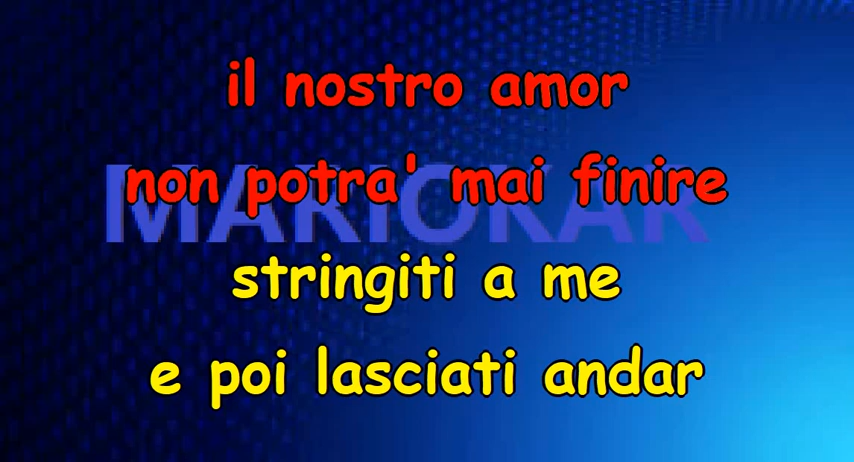 il nostro amor
non potra' mai finire
MARIOKAR
stringiti a me
e poi lasciati andar